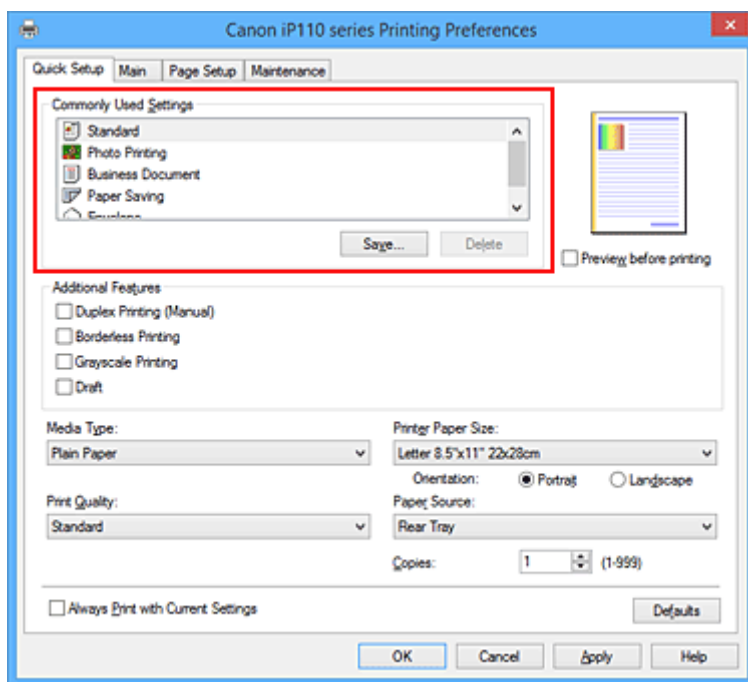 Canon iP110 series Printing Preferences
Quick Setup Main Page Setup Maintenance
Commonly Used Settings
Standard
Photo Printing
Business Document
Paper Saving
Envelope
Save... Delete
Preview before printing
Additional Features
Duplex Printing (Manual)
Borderless Printing
Grayscale Printing
Draft
Media Type:
Plain Paper
Printer Paper Size:
Letter 8.5"x11" 22x28cm
Orientation: Portrait Landscape
Print Quality:
Standard
Paper Source:
Rear Tray
Copies: 1 (1-999)
Always Print with Current Settings
Defaults
OK Cancel Apply Help